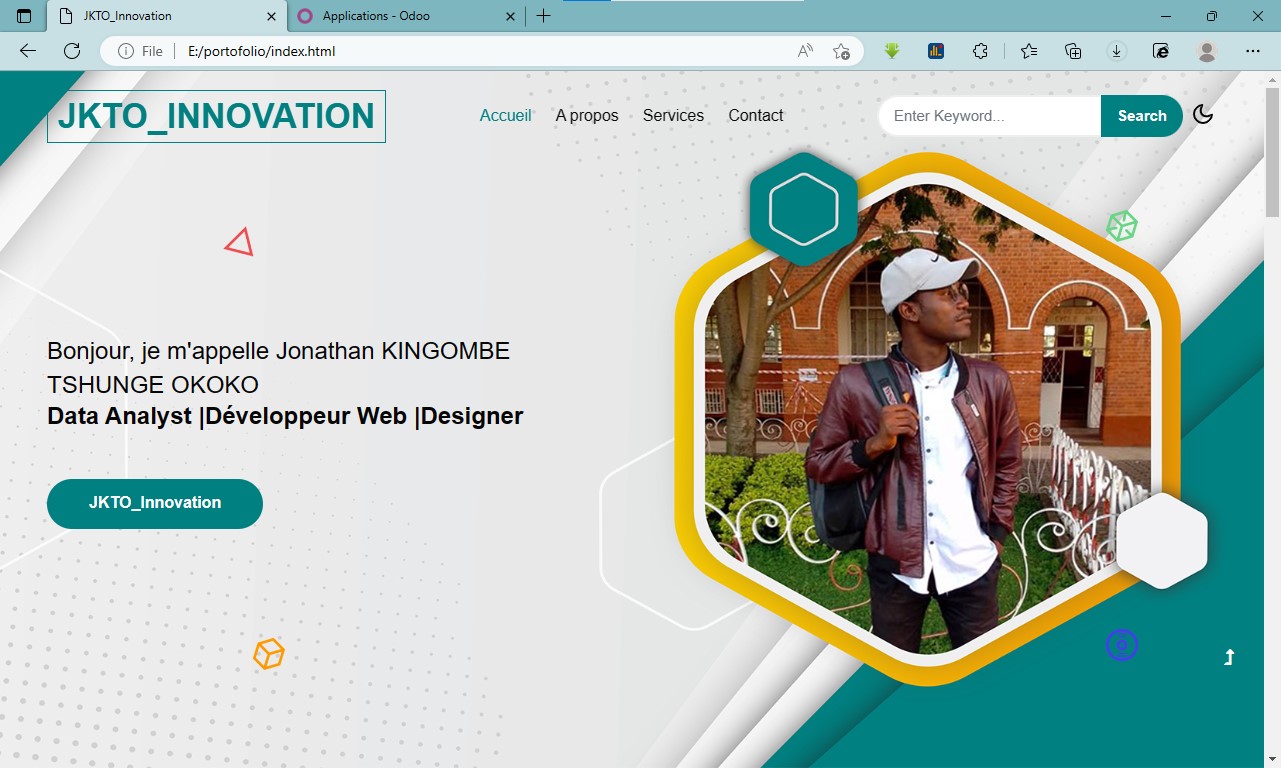 JKTO_Innovation
Applications - Odoo
File
E:/portofolio/index.html
JKTO_INNOVATION
Accueil
A propos
Services
Contact
Enter Keyword...
Search
Bonjour, je m'appelle Jonathan KINGOMBE
TSHUNGE OKOKO
Data Analyst |Développeur Web |Designer
JKTO_Innovation